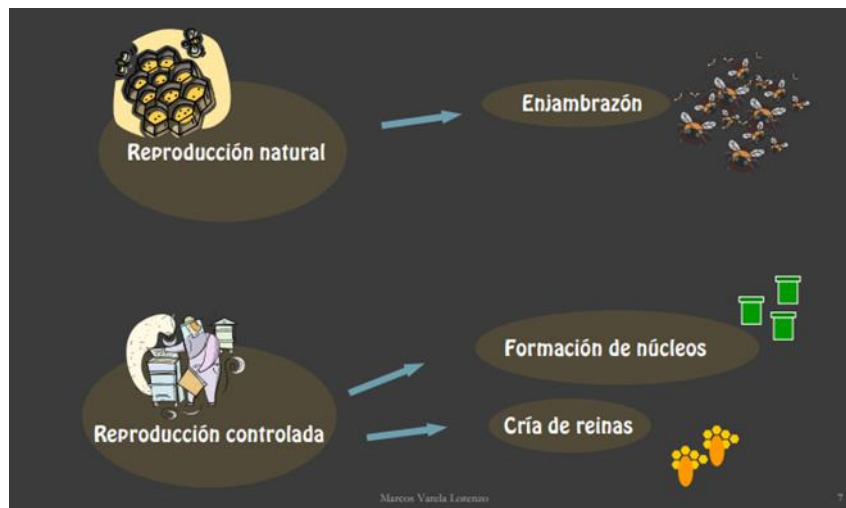 Reproducción natural
Enjambrazón
Reproducción controlada
Formación de núcleos
Cría de reinas
Marcos Varela Lorenzo
7